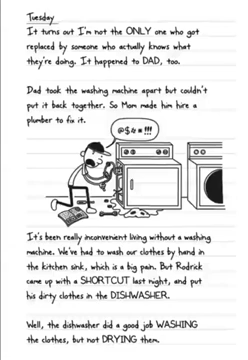 Tuesday
It turns out I'm not the ONLY one who got
replaced by someone who actually knows what
they're doing. It happened to DAD, too.
Dad took the washing machine apart but couldn't
put it back together. So Mom made him hire a
plumber to fix it.
@$&*!!!
It's been really inconvenient living without a washing
machine. We've had to wash our clothes by hand in
the kitchen sink, which is a big pain. But Rodrick
came up with a SHORTCUT last night, and put
his dirty clothes in the DISHWASHER.
Well, the dishwasher did a good job WASHING
the clothes, but not DRYING them.